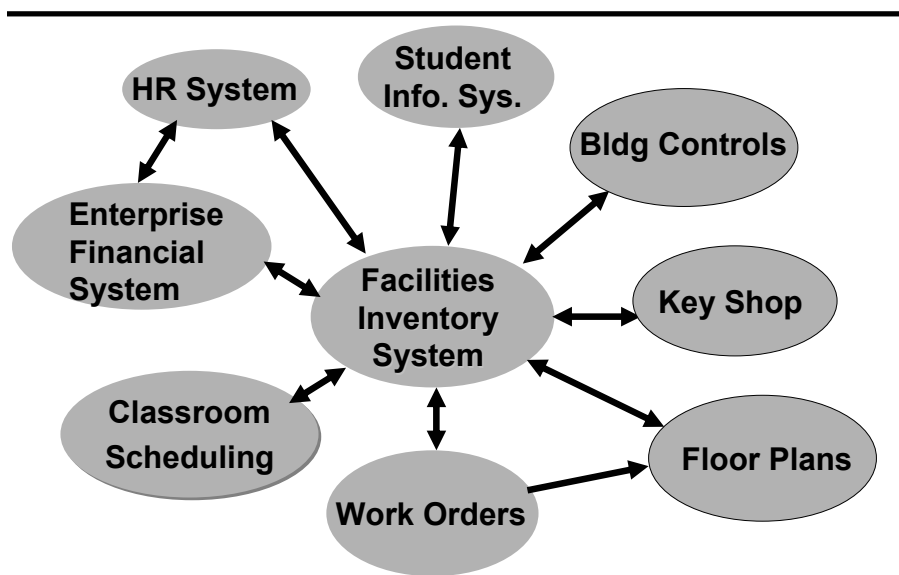 HR System
Student
Info. Sys.
Bldg Controls
Enterprise
Financial
System
Facilities
Inventory
System
Key Shop
Classroom
Scheduling
Work Orders
Floor Plans